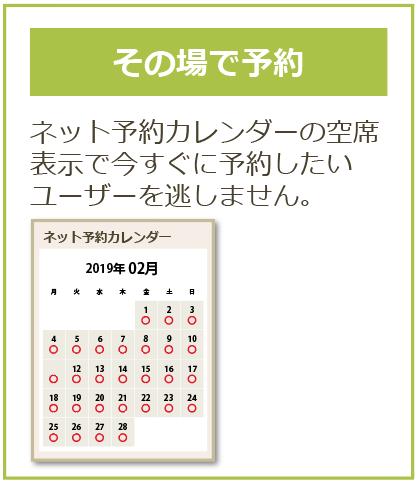 その場で予約
ネット予約カレンダーの空席
表示で今すぐに予約したい
ユーザーを逃しません。
ネット予約カレンダー
2019年 02月
月 火 水 木 金 土 日
1 2 3
○ ○ ○
4 5 6 7 8 9 10
○ ○ ○ ○ ○ ○ ○
12 13 14 15 16 17
○ ○ ○ ○ ○ ○ ○
18 19 20 21 22 23 24
○ ○ ○ ○ ○ ○ ○
25 26 27 28
○ ○ ○ ○